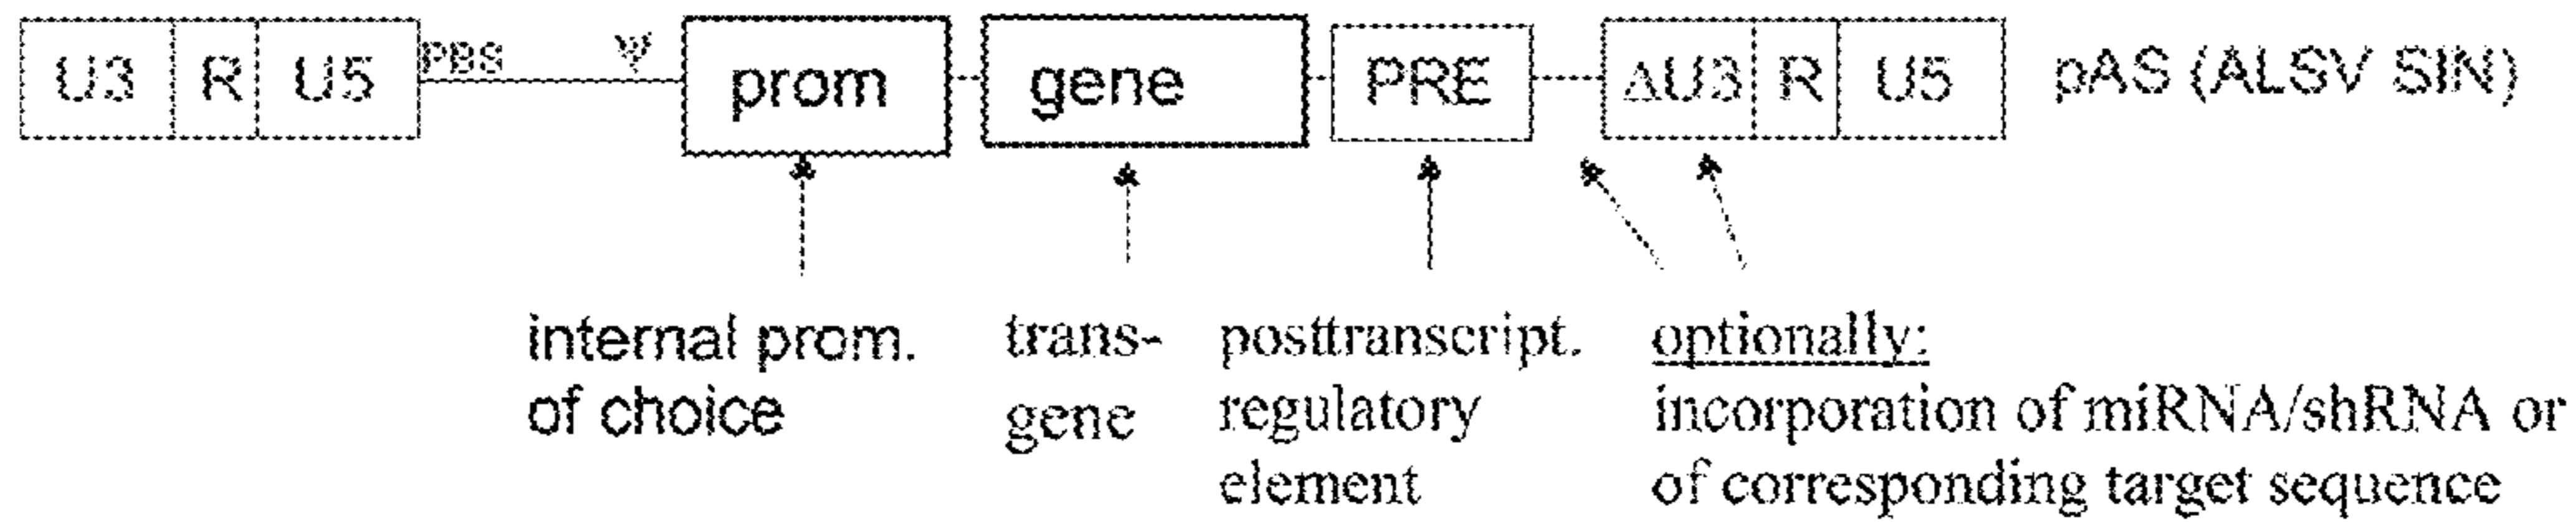 U3 R U5 PBS ψ prom gene PRE ΔU3 R U5 pAS (ALSV SIN)
internal prom. trans- posttranscript. optionally:
of choice gene regulatory incorporation of miRNA/shRNA or
element of corresponding target sequence